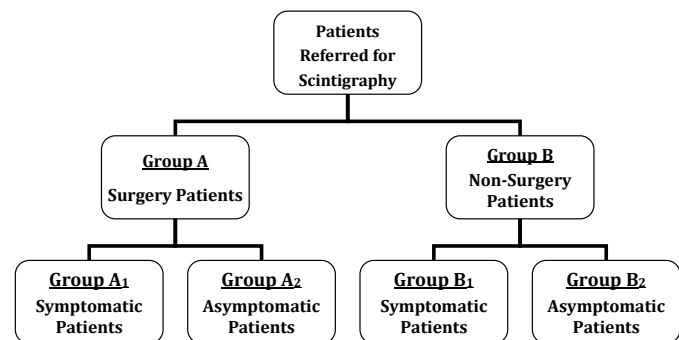 Patients
Referred for
Scintigraphy
Group A
Surgery Patients
Group B
Non-Surgery
Patients
Group A₁
Symptomatic
Patients
Group A₂
Asymptomatic
Patients
Group B₁
Symptomatic
Patients
Group B₂
Asymptomatic
Patients